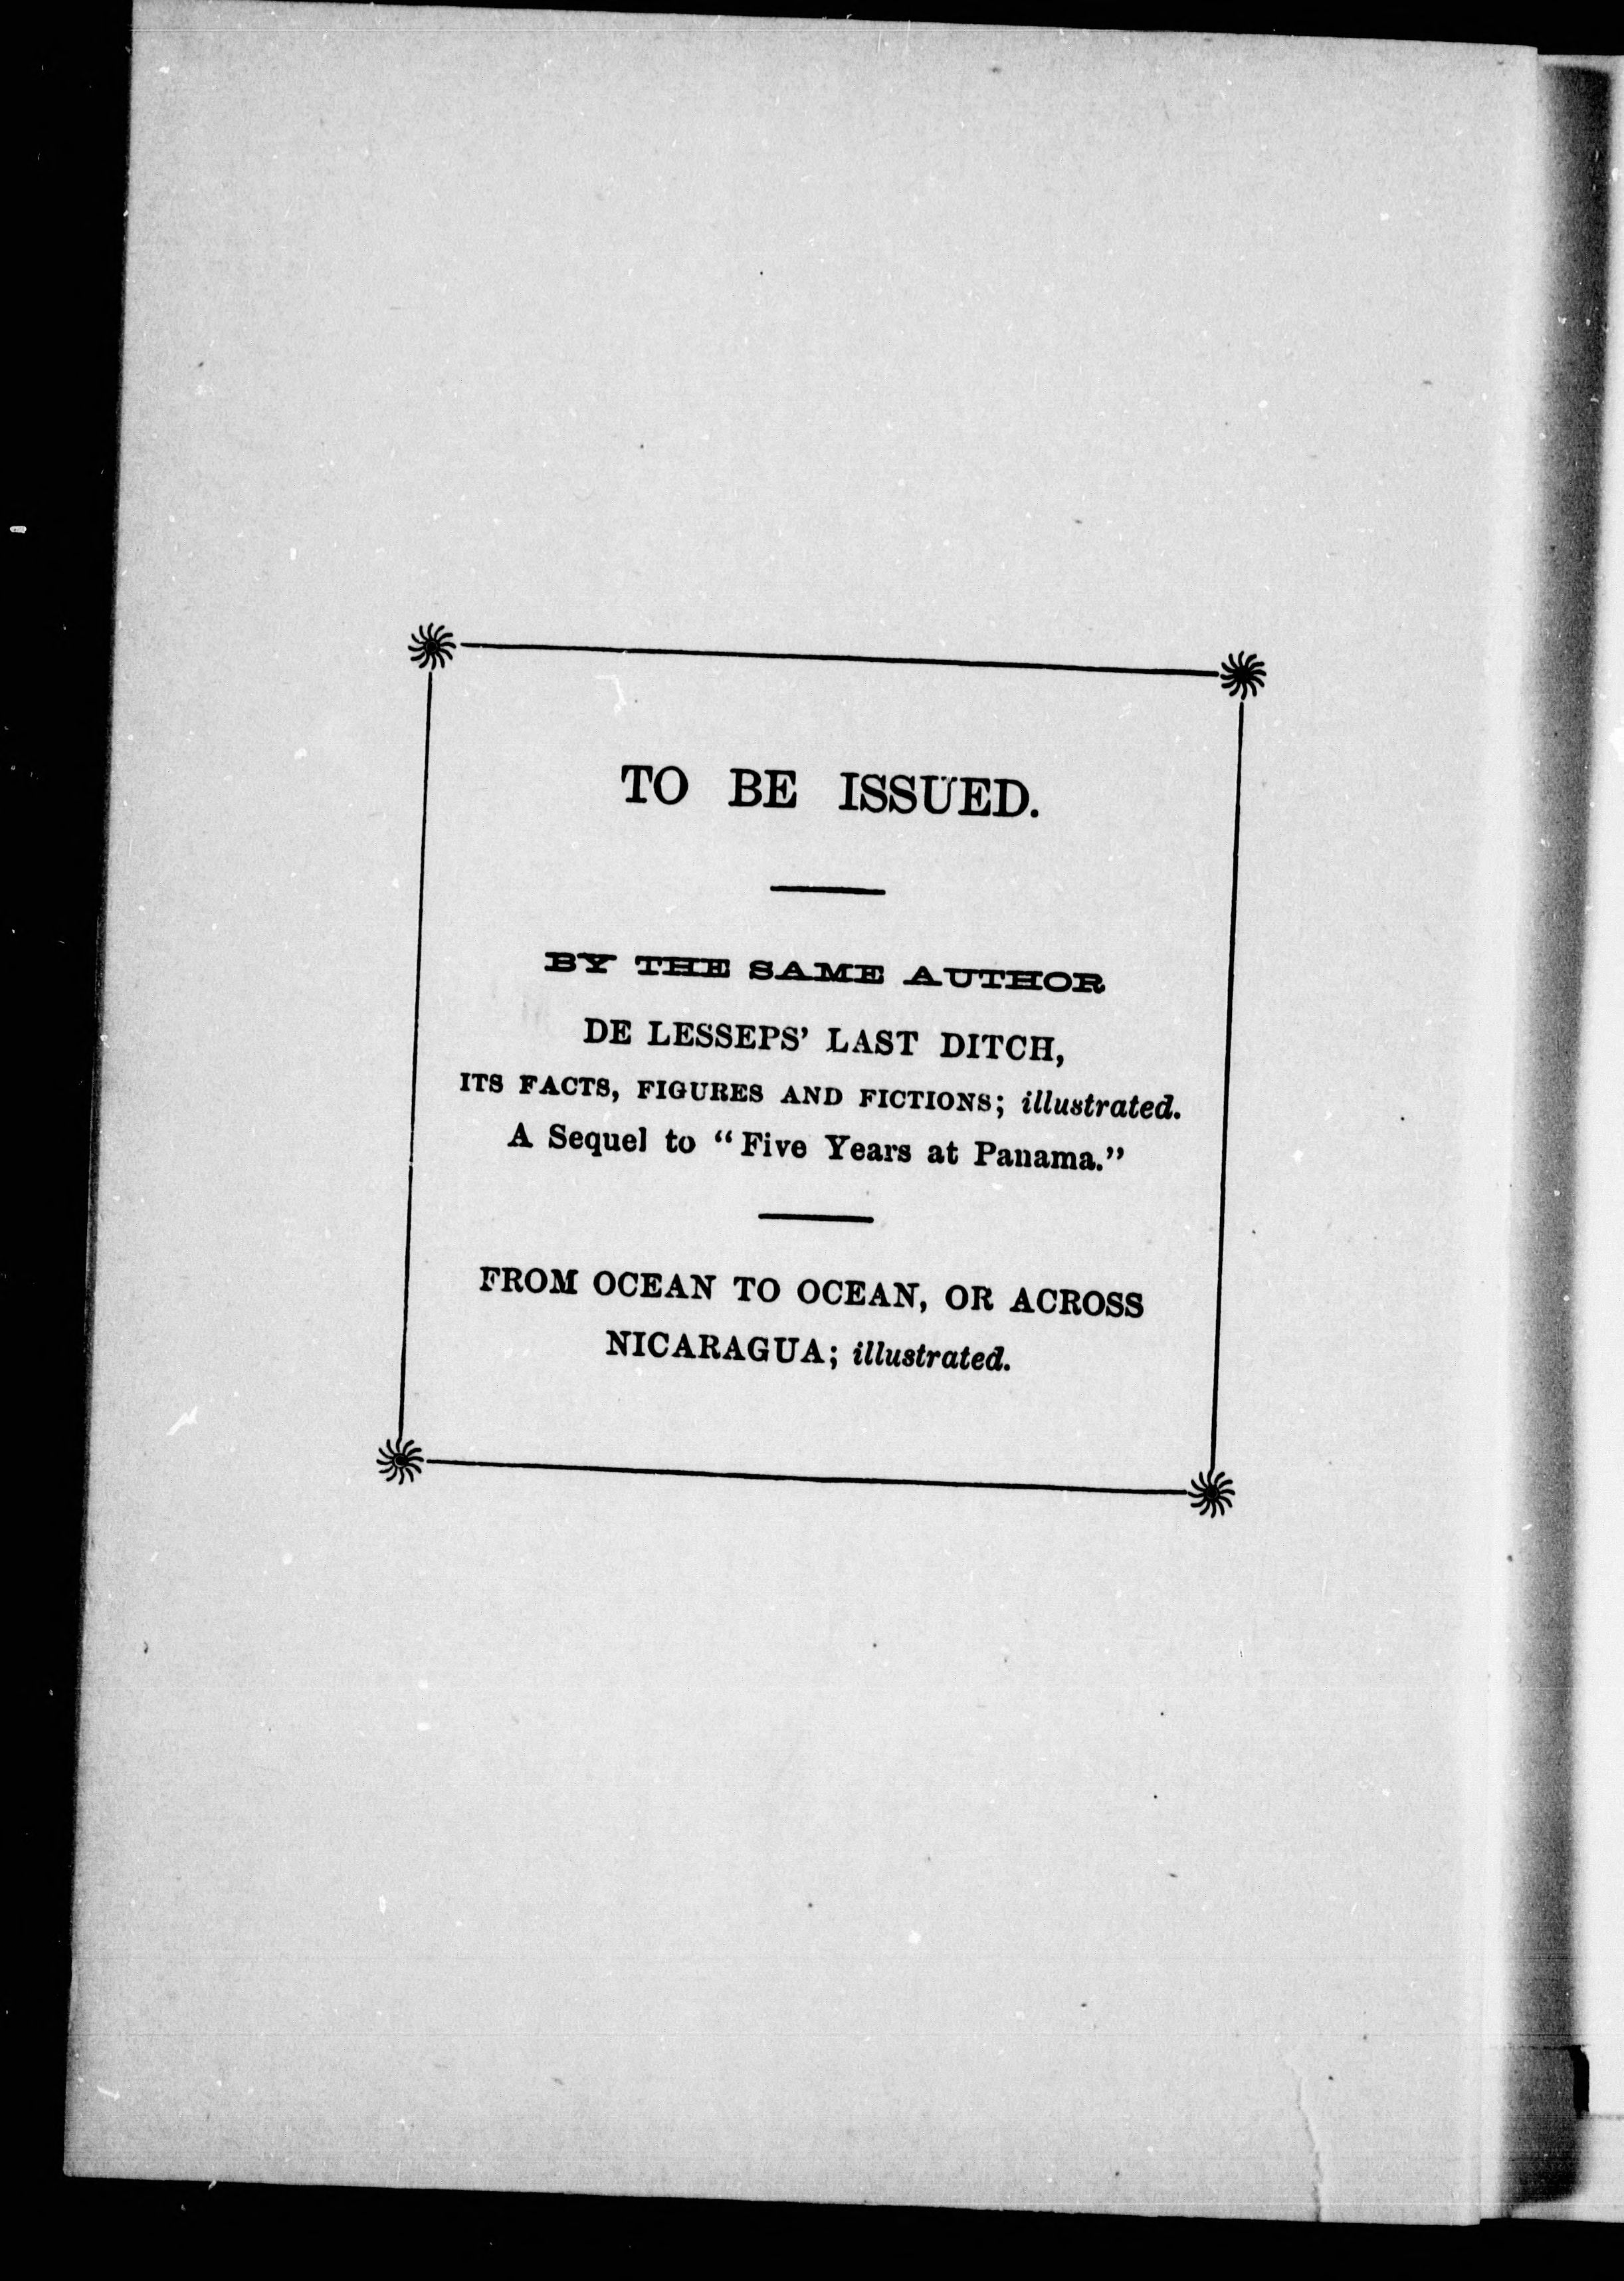 TO BE ISSUED.
BY THE SAME AUTHOR
DE LESSEPS' LAST DITCH,
ITS FACTS, FIGURES AND FICTIONS; illustrated.
A Sequel to "Five Years at Panama."
FROM OCEAN TO OCEAN, OR ACROSS
NICARAGUA; illustrated.